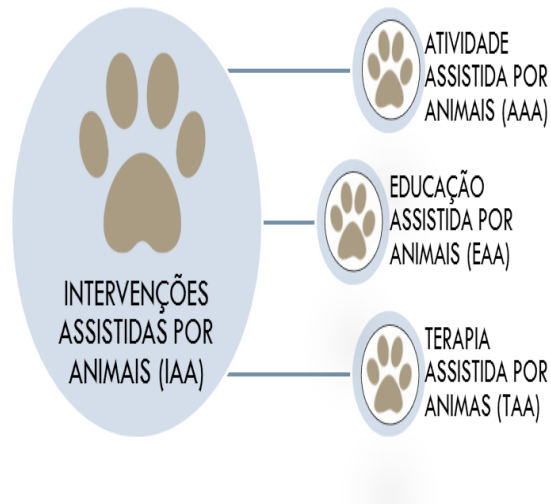 INTERVENÇÕES
ASSISTIDAS POR
ANIMAIS (IAA)
ATIVIDADE
ASSISTIDA POR
ANIMAIS (AAA)
EDUCAÇÃO
ASSISTIDA POR
ANIMAIS (EAA)
TERAPIA
ASSISTIDA POR
ANIMAS (TAA)